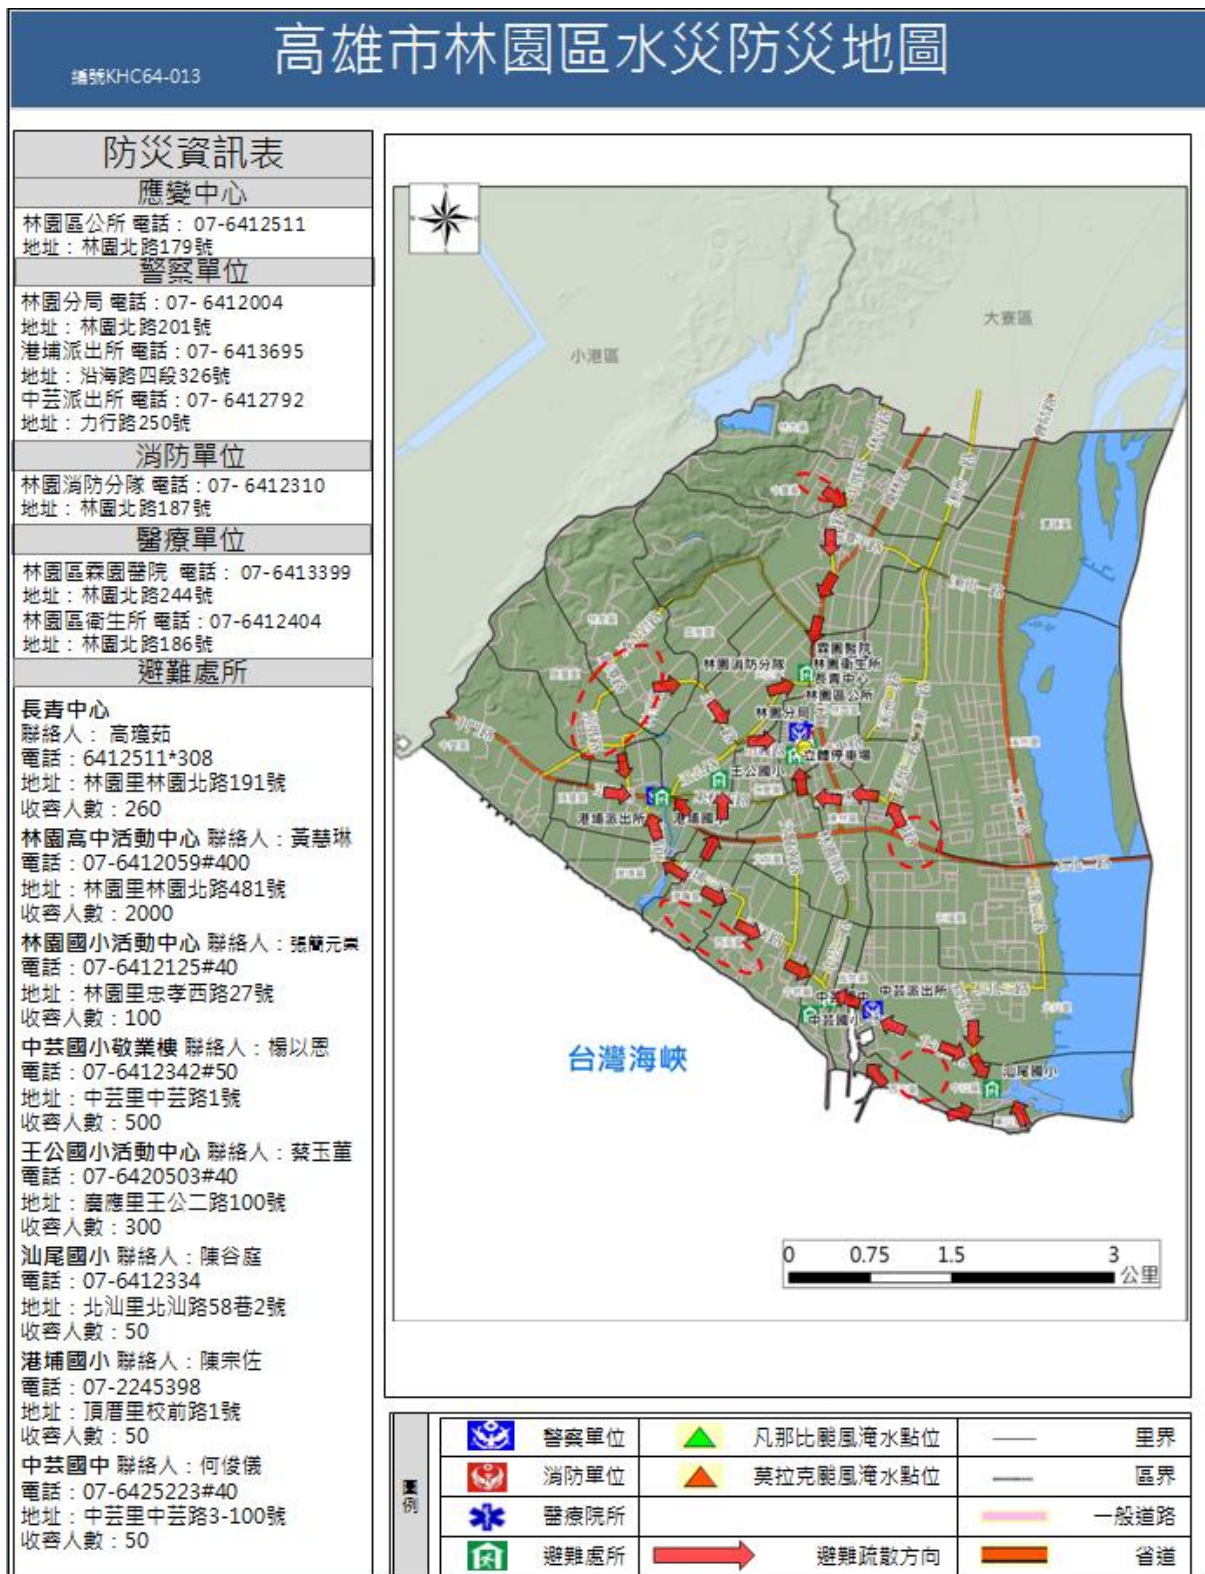 高雄市林園區水災防災地圖
編號KHC64-013
防災資訊表
應變中心
林園區公所 電話： 07-6412511
地址：林園北路179號
警察單位
林園分局 電話：07- 6412004
地址：林園北路201號
港埔派出所 電話：07- 6413695
地址：沿海路四段326號
中芸派出所 電話：07- 6412792
地址：力行路250號
消防單位
林園消防分隊 電話：07- 6412310
地址：林園北路187號
醫療單位
林園區霖園醫院 電話： 07-6413399
地址：林園北路244號
林園區衛生所 電話：07-6412404
地址：林園北路186號
避難處所
長青中心
聯絡人： 高瓊茹
電話：6412511*308
地址：林園里林園北路191號
收容人數：260
林園高中活動中心 聯絡人：黃慧琳
電話：07-6412059#400
地址：林園里林園北路481號
收容人數：2000
林園國小活動中心 聯絡人：張簡元崇
電話：07-6412125#40
地址：林園里忠孝西路27號
收容人數：100
中芸國小敬業樓 聯絡人：楊以恩
電話：07-6412342#50
地址：中芸里中芸路1號
收容人數：500
王公國小活動中心 聯絡人：蔡玉菫
電話：07-6420503#40
地址：廣應里王公二路100號
收容人數：300
汕尾國小 聯絡人：陳谷庭
電話：07-6412334
地址：北汕里北汕路58巷2號
收容人數：50
港埔國小 聯絡人：陳宗佐
電話：07-2245398
地址：頂厝里校前路1號
收容人數：50
中芸國中 聯絡人：何俊儀
電話：07-6425223#40
地址：中芸里中芸路3-100號
收容人數：50
大寮區
小港區
霖園醫院
林園消防分隊
林園衛生所
長青中心
林園區公所
林園分局
立體停車場
王公國小
港埔派出所
港埔國小
中芸派出所
中芸國中
中芸國小
汕尾國小
台灣海峽
0 0.75 1.5 3
公里
圖例
警察單位
凡那比颱風淹水點位
里界
消防單位
莫拉克颱風淹水點位
區界
醫療院所
一般道路
避難處所
避難疏散方向
省道